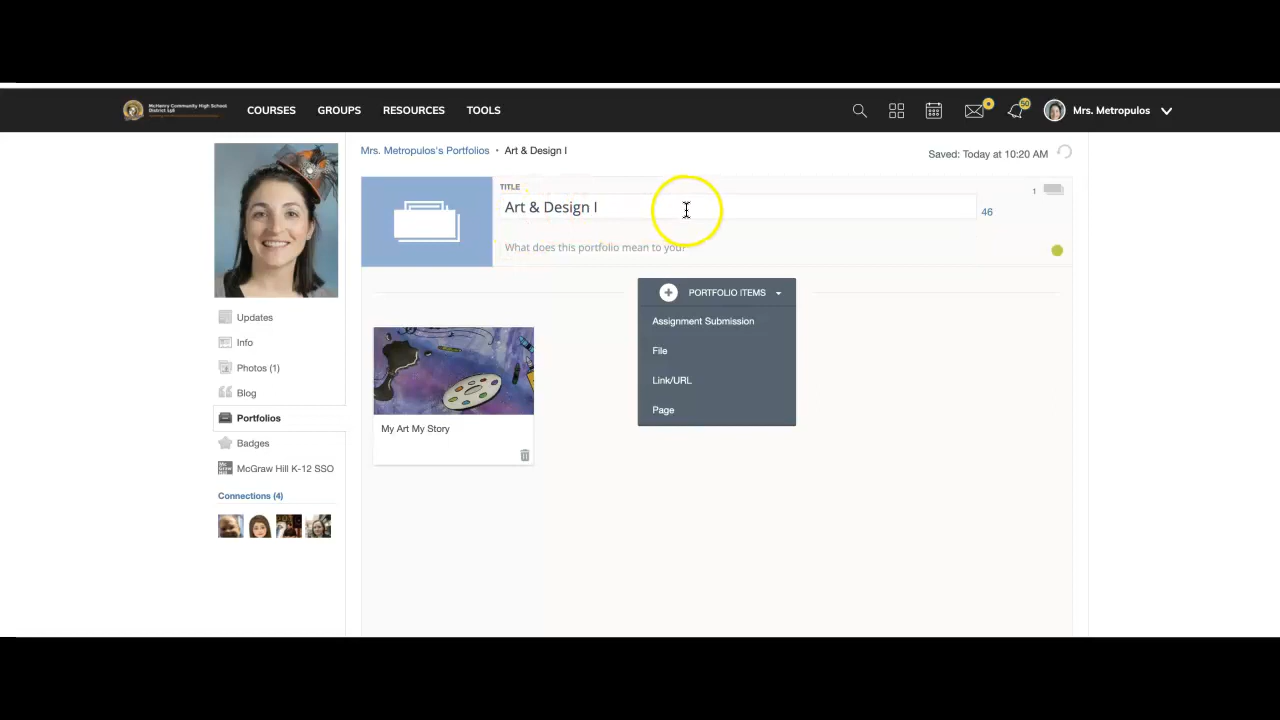 McHenry Community High School
District 156
COURSES
GROUPS
RESOURCES
TOOLS
50
Mrs. Metropulos
Mrs. Metropulos's Portfolios • Art & Design I
Saved: Today at 10:20 AM
TITLE
1
Art & Design I
46
What does this portfolio mean to you?
PORTFOLIO ITEMS
Assignment Submission
File
Link/URL
Page
My Art My Story
Updates
Info
Photos (1)
Blog
Portfolios
Badges
McGraw Hill K-12 SSO
Connections (4)